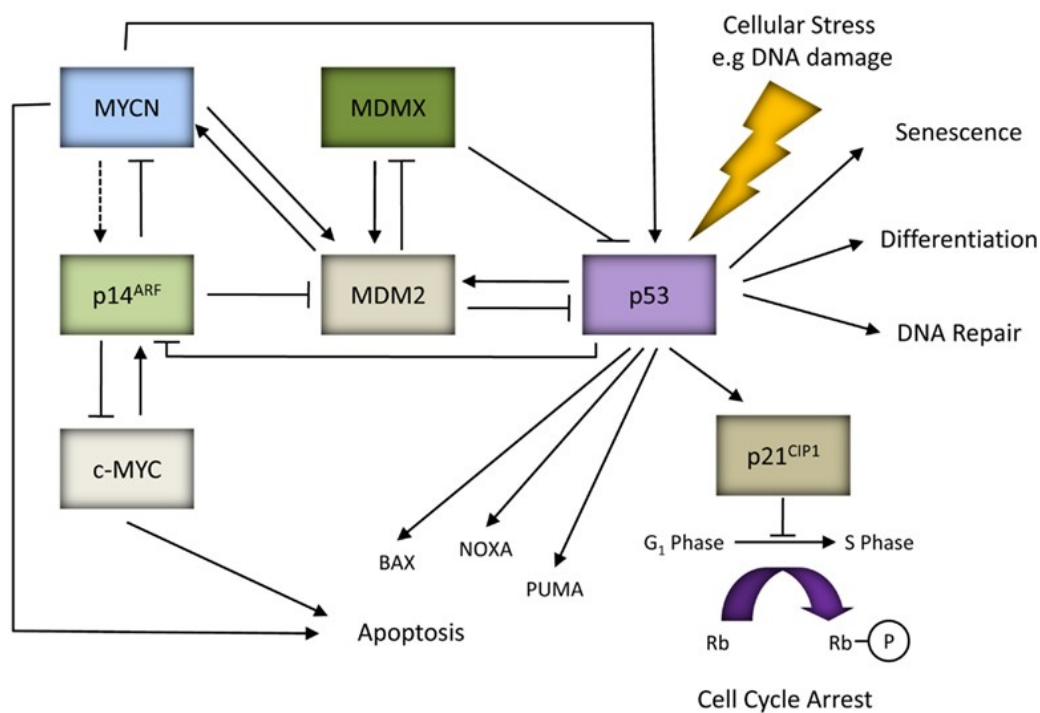 Cellular Stress
e.g DNA damage
MYCN
MDMX
Senescence
Differentiation
p14ARF
MDM2
p53
DNA Repair
c-MYC
p21CIP1
BAX
NOXA
PUMA
G1 Phase
S Phase
Apoptosis
Rb
Rb
P
Cell Cycle Arrest